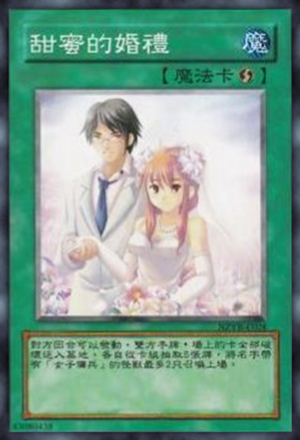 甜蜜的婚禮
魔
【魔法卡】
NZVB-C028
對方回合可以發動，雙方手牌，場上的卡全部破
壞送入墓地，各自從卡組抽取5張牌，將名字帶
有「女子傭兵」的怪獸最多2只召喚上場。